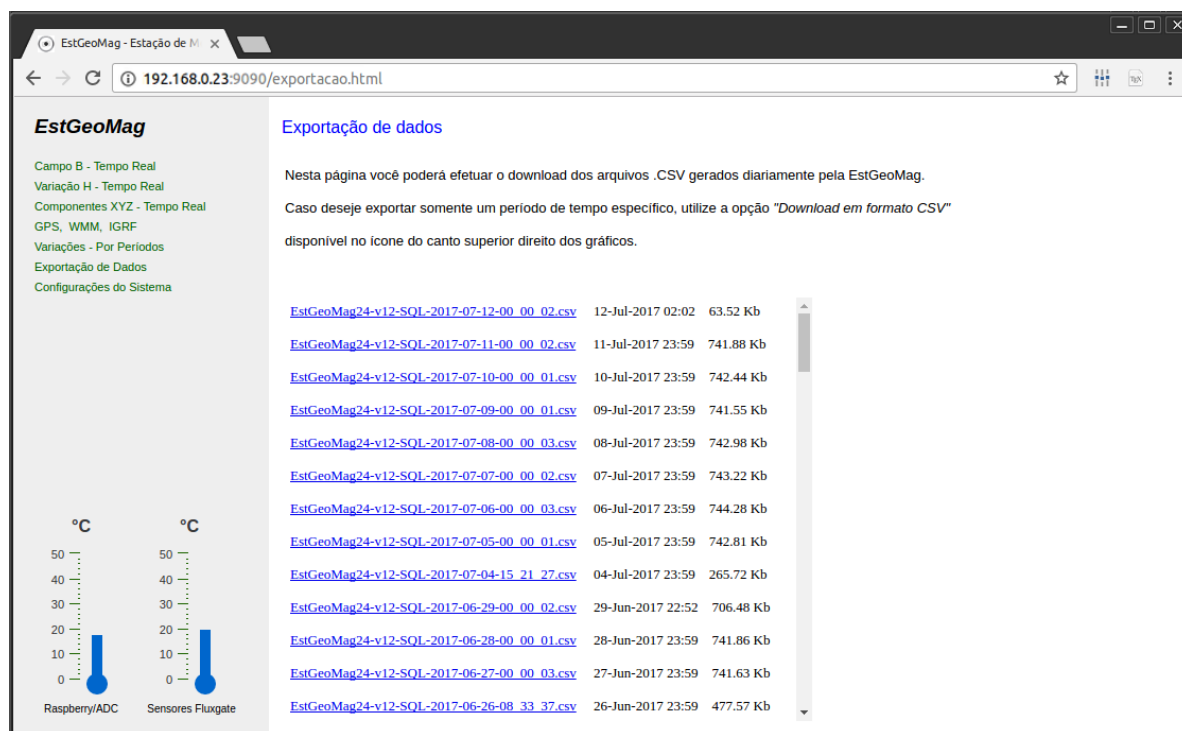 EstGeoMag - Estação de M
192.168.0.23:9090/exportacao.html
EstGeoMag
Campo B - Tempo Real
Variação H - Tempo Real
Componentes XYZ - Tempo Real
GPS, WMM, IGRF
Variações - Por Períodos
Exportação de Dados
Configurações do Sistema
ºC
50
40
30
20
10
0
Raspberry/ADC
ºC
50
40
30
20
10
0
Sensores Fluxgate
Exportação de dados
Nesta página você poderá efetuar o download dos arquivos .CSV gerados diariamente pela EstGeoMag.
Caso deseje exportar somente um período de tempo específico, utilize a opção "Download em formato CSV"
disponível no ícone do canto superior direito dos gráficos.
EstGeoMag24-v12-SQL-2017-07-12-00_00_02.csv 12-Jul-2017 02:02 63.52 Kb
EstGeoMag24-v12-SQL-2017-07-11-00_00_02.csv 11-Jul-2017 23:59 741.88 Kb
EstGeoMag24-v12-SQL-2017-07-10-00_00_01.csv 10-Jul-2017 23:59 742.44 Kb
EstGeoMag24-v12-SQL-2017-07-09-00_00_01.csv 09-Jul-2017 23:59 741.55 Kb
EstGeoMag24-v12-SQL-2017-07-08-00_00_03.csv 08-Jul-2017 23:59 742.98 Kb
EstGeoMag24-v12-SQL-2017-07-07-00_00_02.csv 07-Jul-2017 23:59 743.22 Kb
EstGeoMag24-v12-SQL-2017-07-06-00_00_03.csv 06-Jul-2017 23:59 744.28 Kb
EstGeoMag24-v12-SQL-2017-07-05-00_00_01.csv 05-Jul-2017 23:59 742.81 Kb
EstGeoMag24-v12-SQL-2017-07-04-15_21_27.csv 04-Jul-2017 23:59 265.72 Kb
EstGeoMag24-v12-SQL-2017-06-29-00_00_02.csv 29-Jun-2017 22:52 706.48 Kb
EstGeoMag24-v12-SQL-2017-06-28-00_00_01.csv 28-Jun-2017 23:59 741.86 Kb
EstGeoMag24-v12-SQL-2017-06-27-00_00_03.csv 27-Jun-2017 23:59 741.63 Kb
EstGeoMag24-v12-SQL-2017-06-26-08_33_37.csv 26-Jun-2017 23:59 477.57 Kb